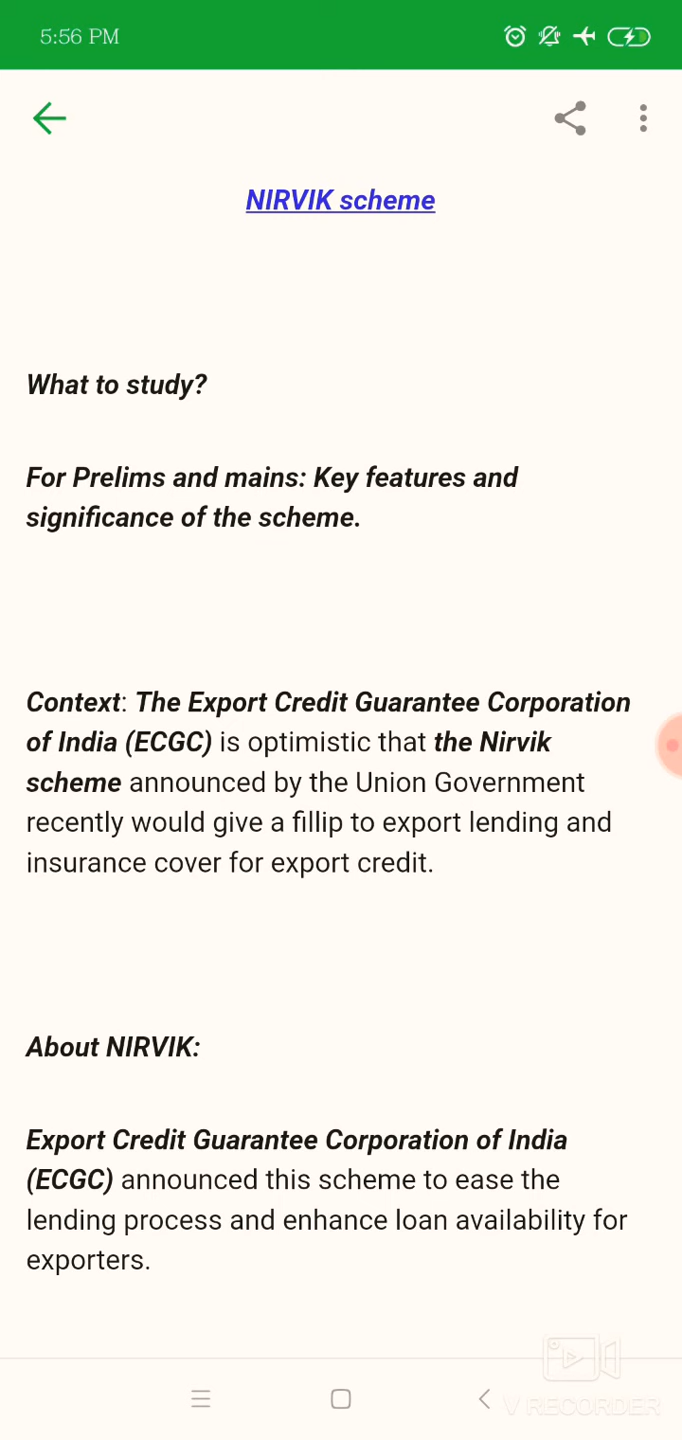 5:56 PM
NIRVIK scheme
What to study?
For Prelims and mains: Key features and
significance of the scheme.
Context: The Export Credit Guarantee Corporation
of India (ECGC) is optimistic that the Nirvik
scheme announced by the Union Government
recently would give a fillip to export lending and
insurance cover for export credit.
About NIRVIK:
Export Credit Guarantee Corporation of India
(ECGC) announced this scheme to ease the
lending process and enhance loan availability for
exporters.
V RECORDER